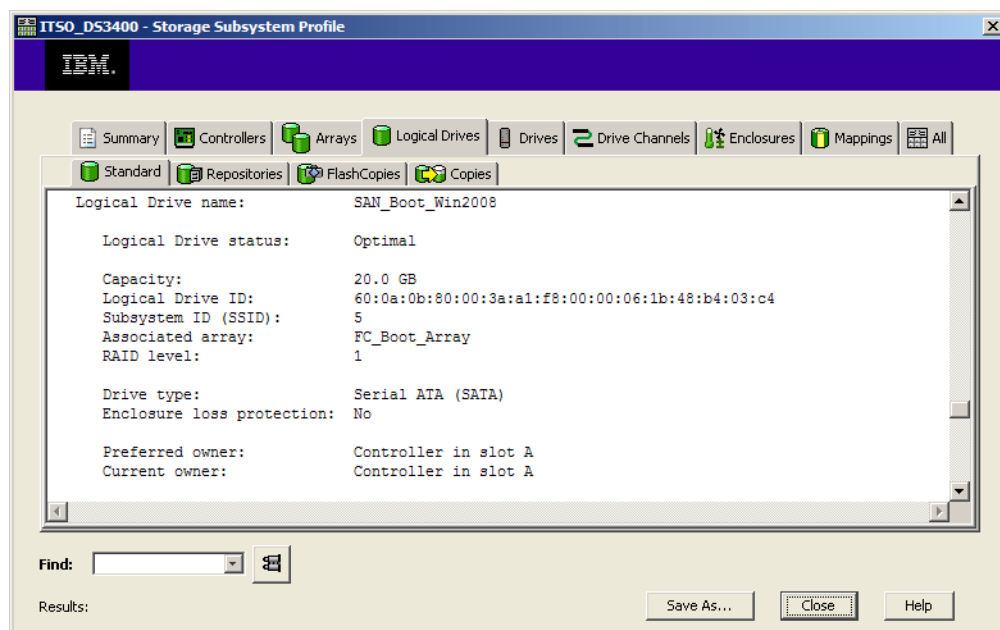 ITSO_DS3400 - Storage Subsystem Profile
IBM.
Summary Controllers Arrays Logical Drives Drives Drive Channels Enclosures Mappings All
Standard Repositories FlashCopies Copies
Logical Drive name: SAN_Boot_Win2008
Logical Drive status: Optimal
Capacity: 20.0 GB
Logical Drive ID: 60:0a:0b:80:00:3a:a1:f8:00:00:06:1b:48:b4:03:c4
Subsystem ID (SSID): 5
Associated array: FC_Boot_Array
RAID level: 1
Drive type: Serial ATA (SATA)
Enclosure loss protection: No
Preferred owner: Controller in slot A
Current owner: Controller in slot A
Find:
Results:
Save As... Close Help